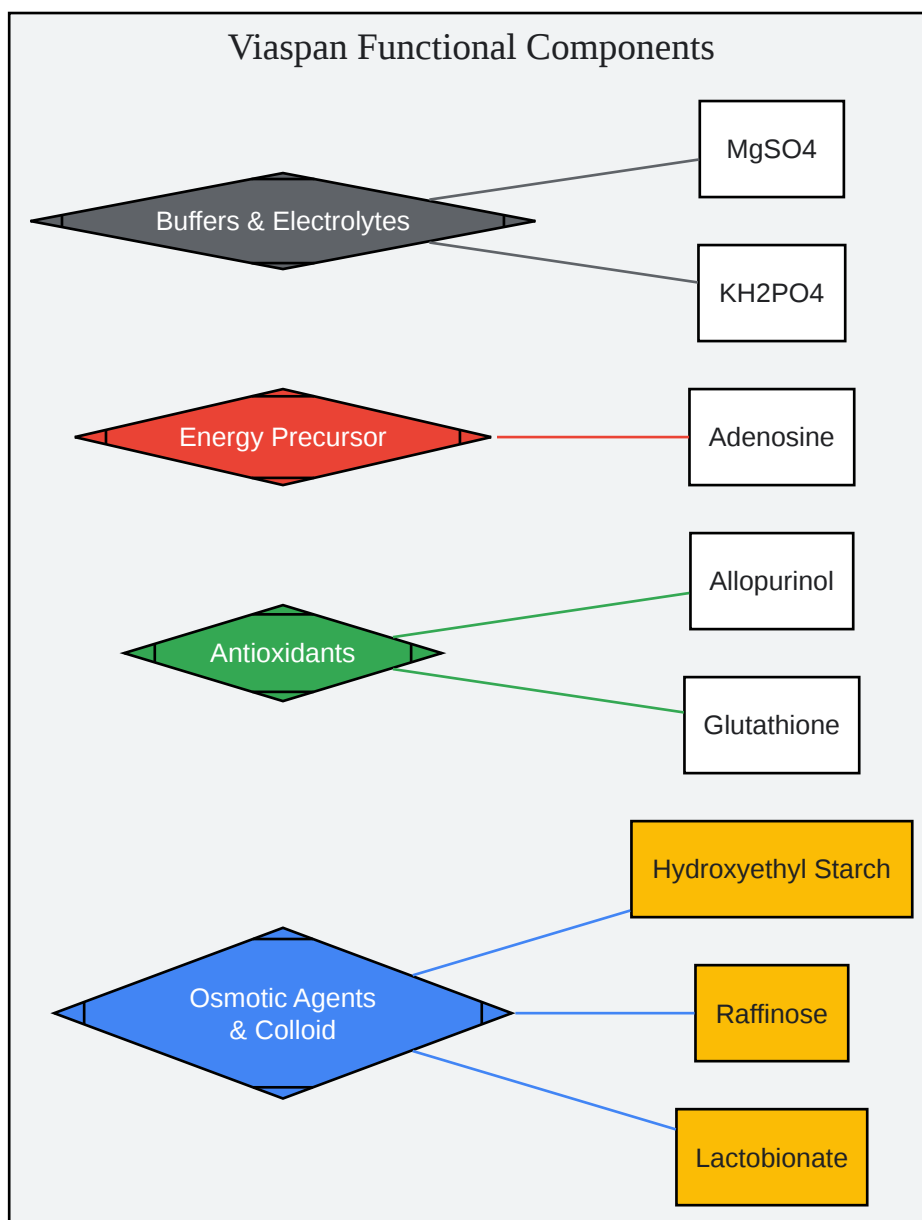 Viaspan Functional Components
MgSO4
Buffers & Electrolytes
KH2PO4
Energy Precursor
Adenosine
Allopurinol
Antioxidants
Glutathione
Hydroxyethyl Starch
Osmotic Agents
& Colloid
Raffinose
Lactobionate